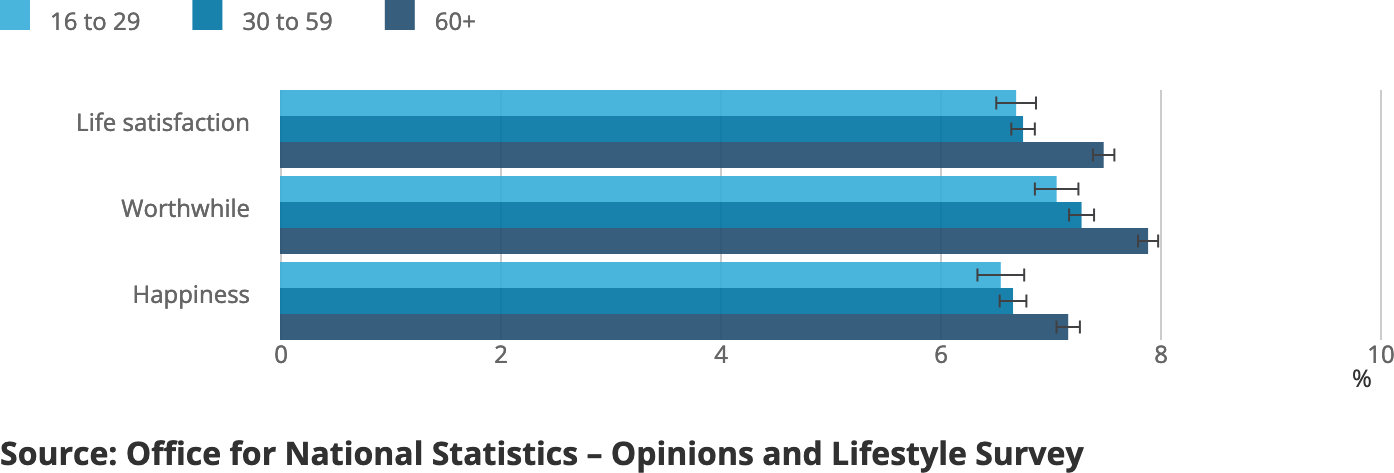 16 to 29 30 to 59 60+
Life satisfaction
Worthwhile
Happiness
0 2 4 6 8 10
%
Source: Office for National Statistics – Opinions and Lifestyle Survey